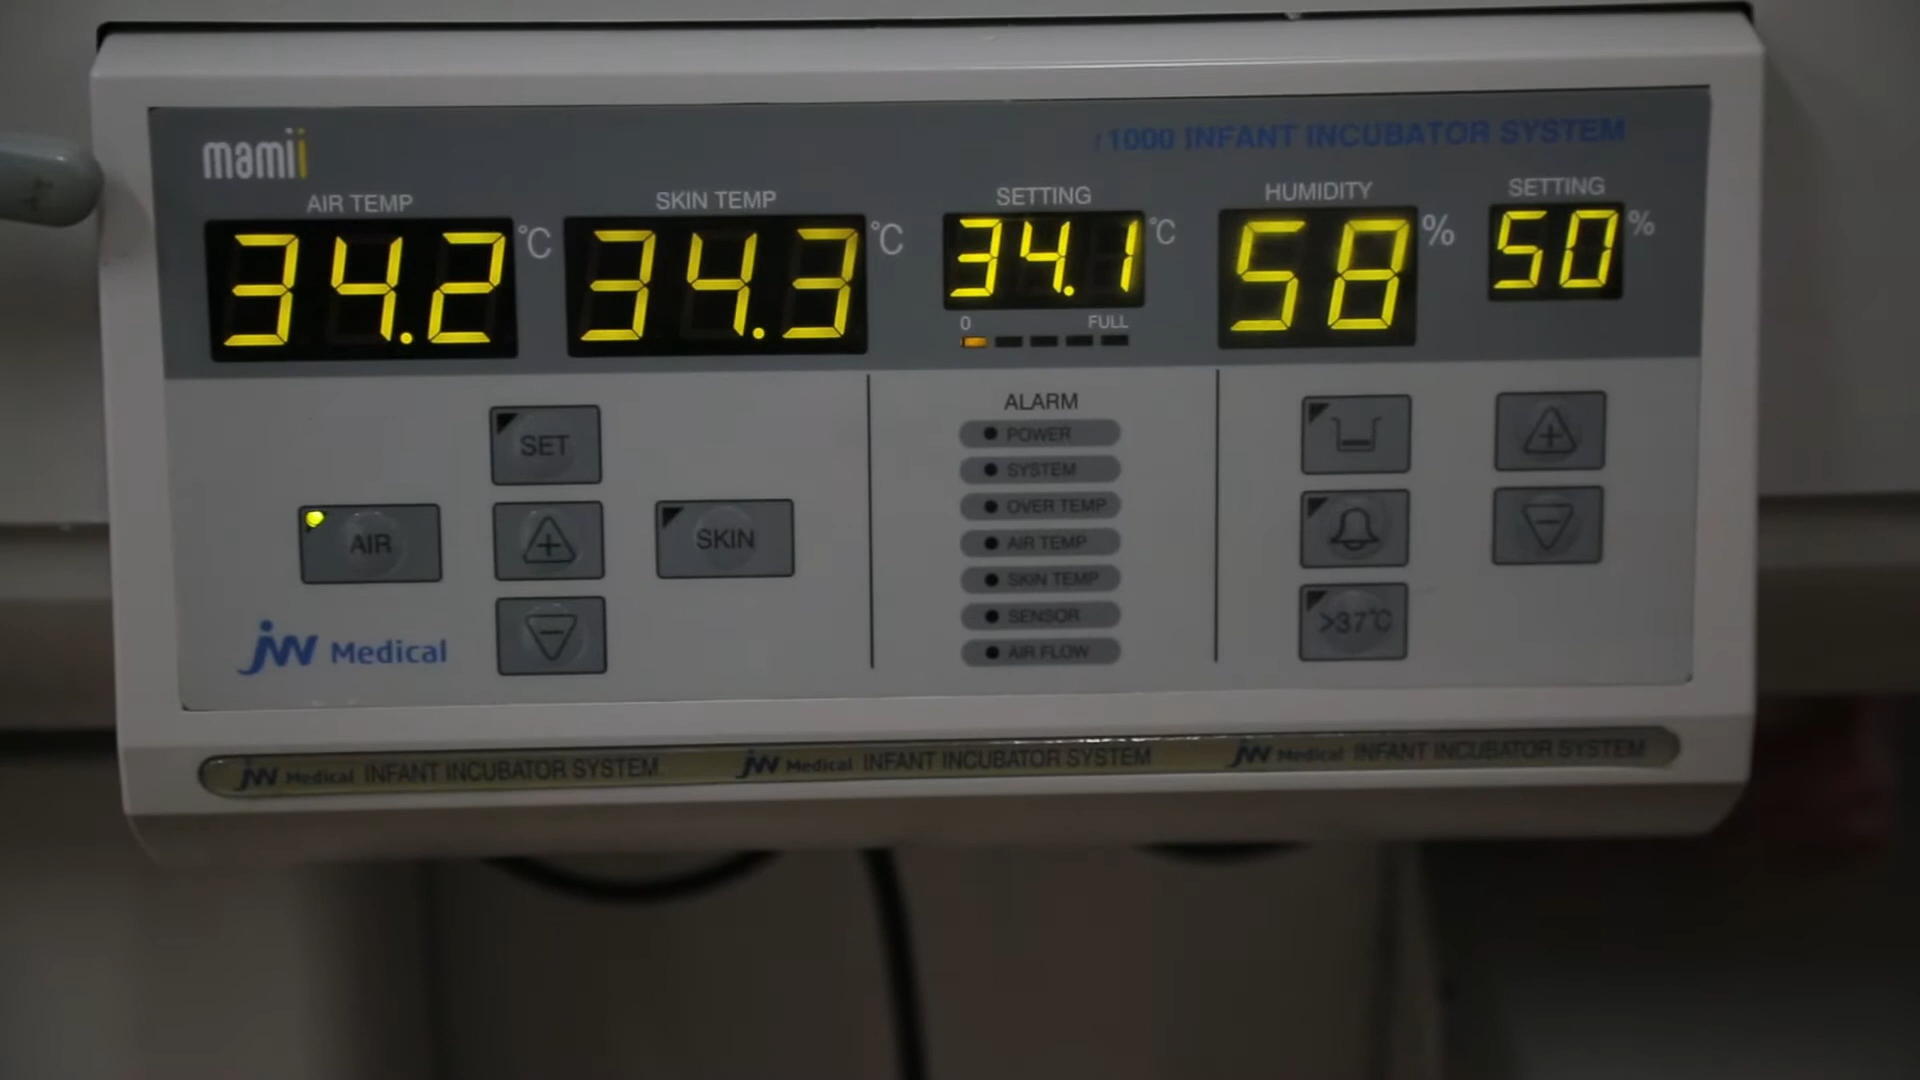 mamii
i1000 INFANT INCUBATOR SYSTEM
AIR TEMP
SKIN TEMP
SETTING
HUMIDITY
SETTING
34.2 °C
34.3 °C
34.1 °C
58 %
50 %
0 FULL
ALARM
POWER
SYSTEM
OVER TEMP
AIR TEMP
SKIN TEMP
SENSOR
AIR FLOW
SET
AIR
SKIN
>37°C
jw Medical
jw Medical INFANT INCUBATOR SYSTEM jw Medical INFANT INCUBATOR SYSTEM jw Medical INFANT INCUBATOR SYSTEM